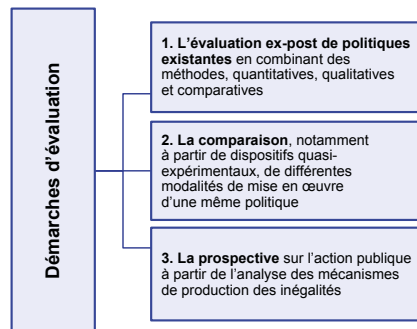 Démarches d’évaluation
1. L’évaluation ex-post de politiques
existantes en combinant des
méthodes, quantitatives, qualitatives
et comparatives
2. La comparaison, notamment
à partir de dispositifs quasi-
expérimentaux, de différentes
modalités de mise en œuvre
d’une même politique
3. La prospective sur l’action publique
à partir de l’analyse des mécanismes
de production des inégalités